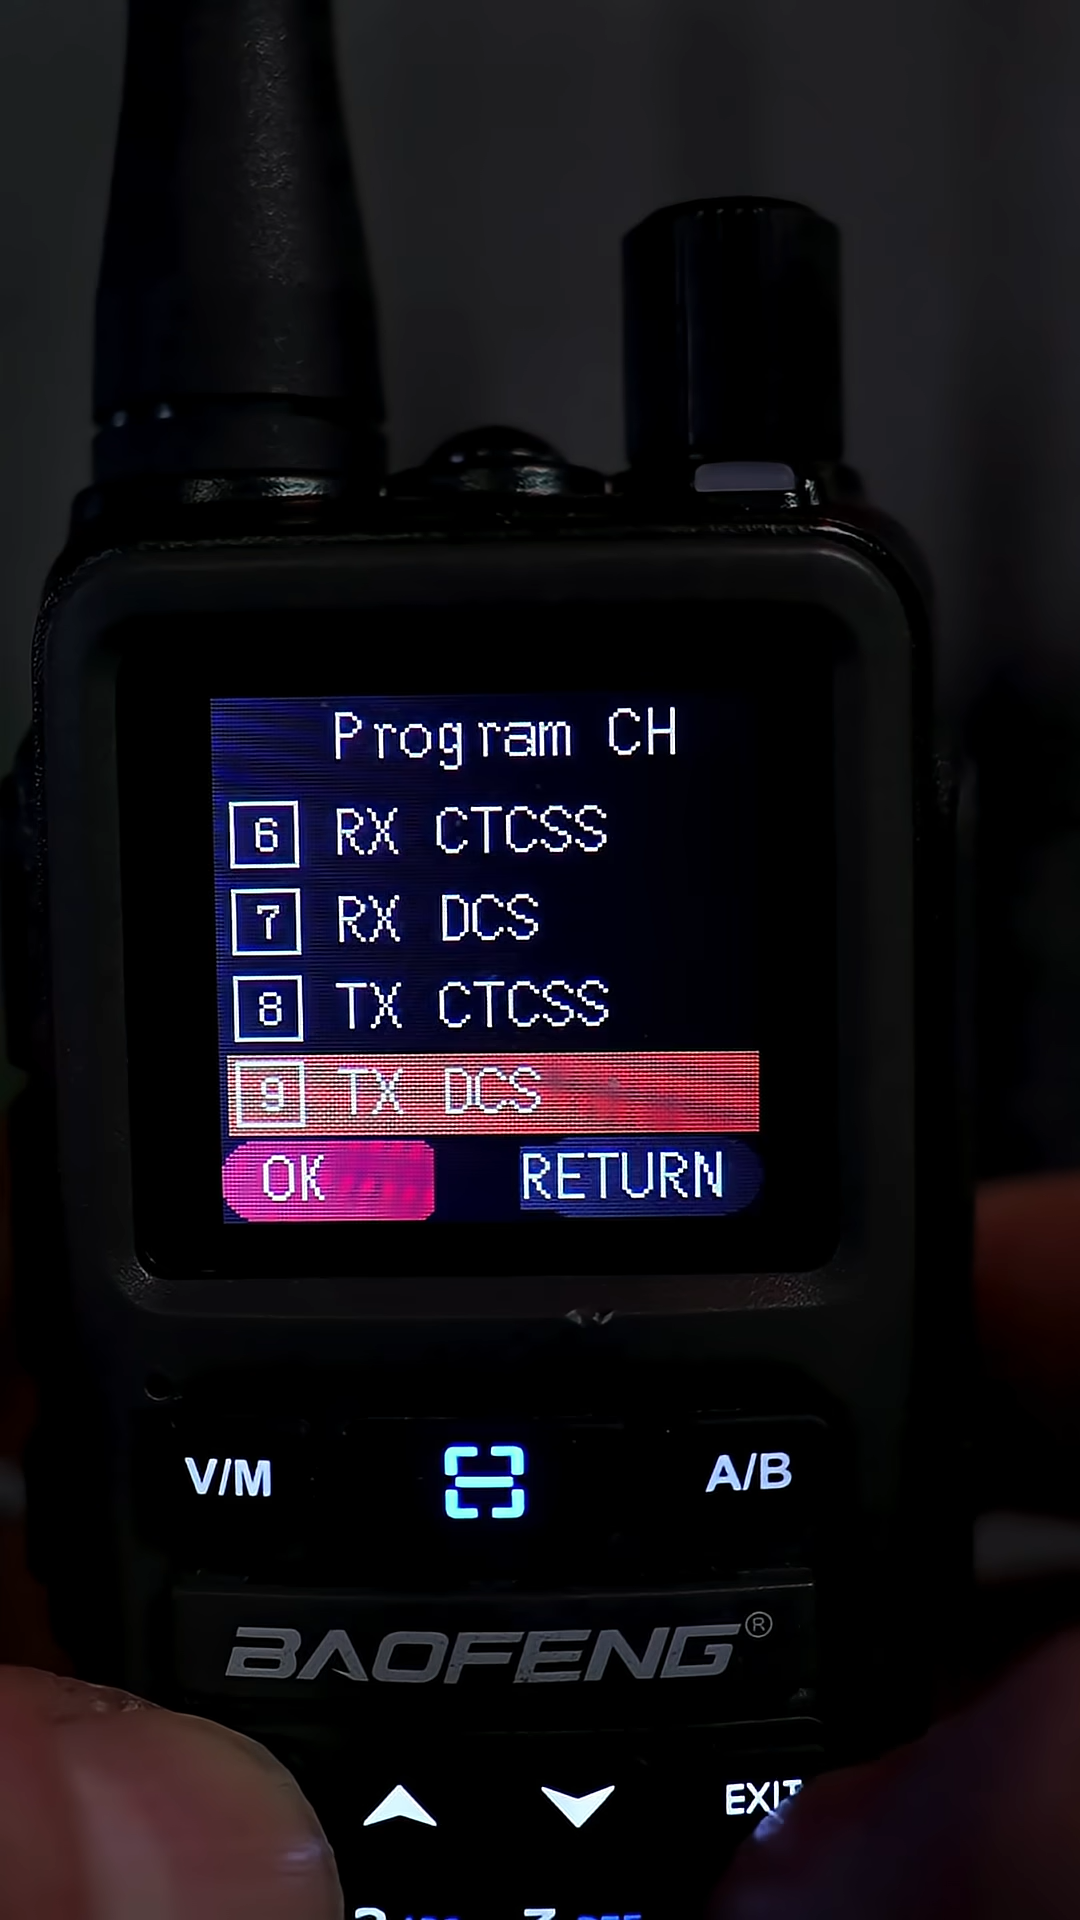 Program CH
6 RX CTCSS
7 RX DCS
8 TX CTCSS
9 TX DCS
OK RETURN
V/M A/B
BAOFENG®
EXIT